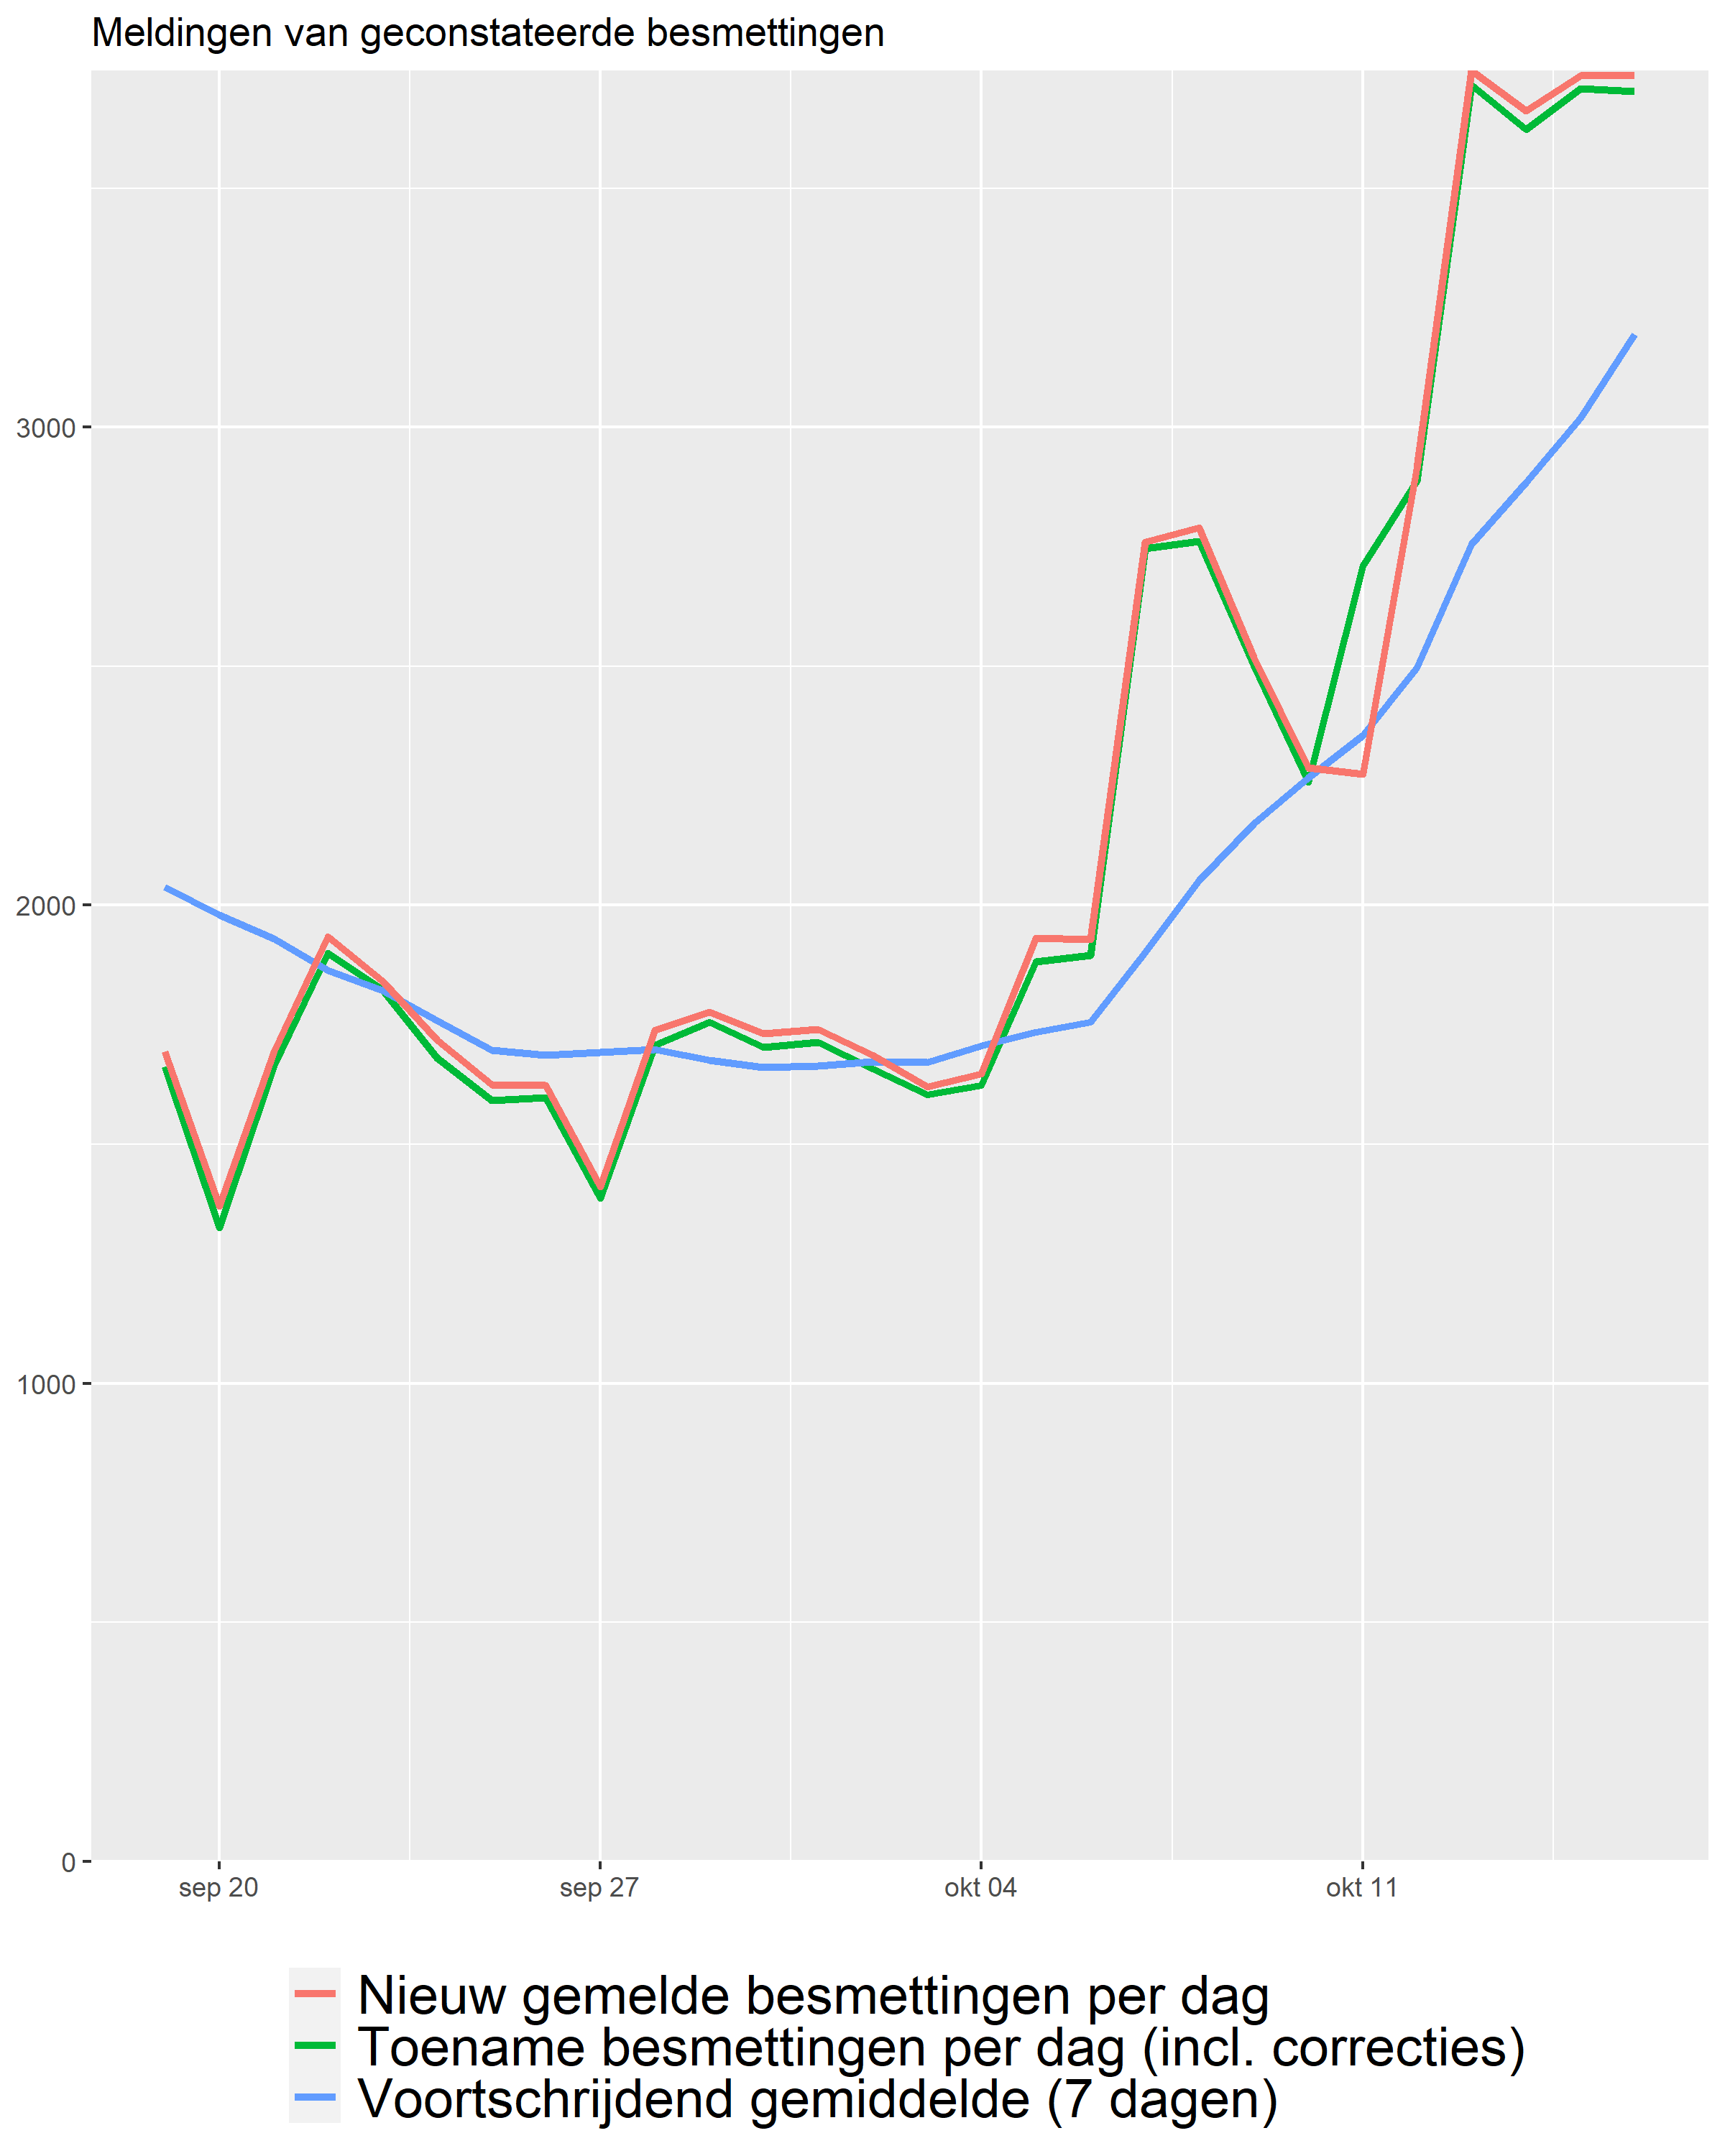 Meldingen van geconstateerde besmettingen
3000
2000
1000
0
sep 20
sep 27
okt 04
okt 11
Nieuw gemelde besmettingen per dag
Toename besmettingen per dag (incl. correcties)
Voortschrijdend gemiddelde (7 dagen)